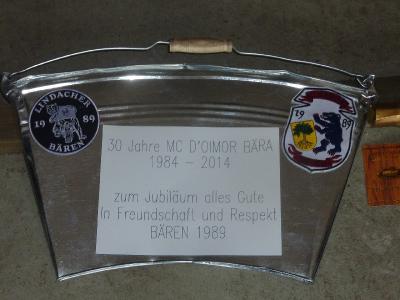 LINDACHER
19 89
BÄREN
19 89
30 Jahre MC D'OIMOR BÄRA
1984 - 2014
zum Jubiläum alles Gute
In Freundschaft und Respekt
BÄREN 1989